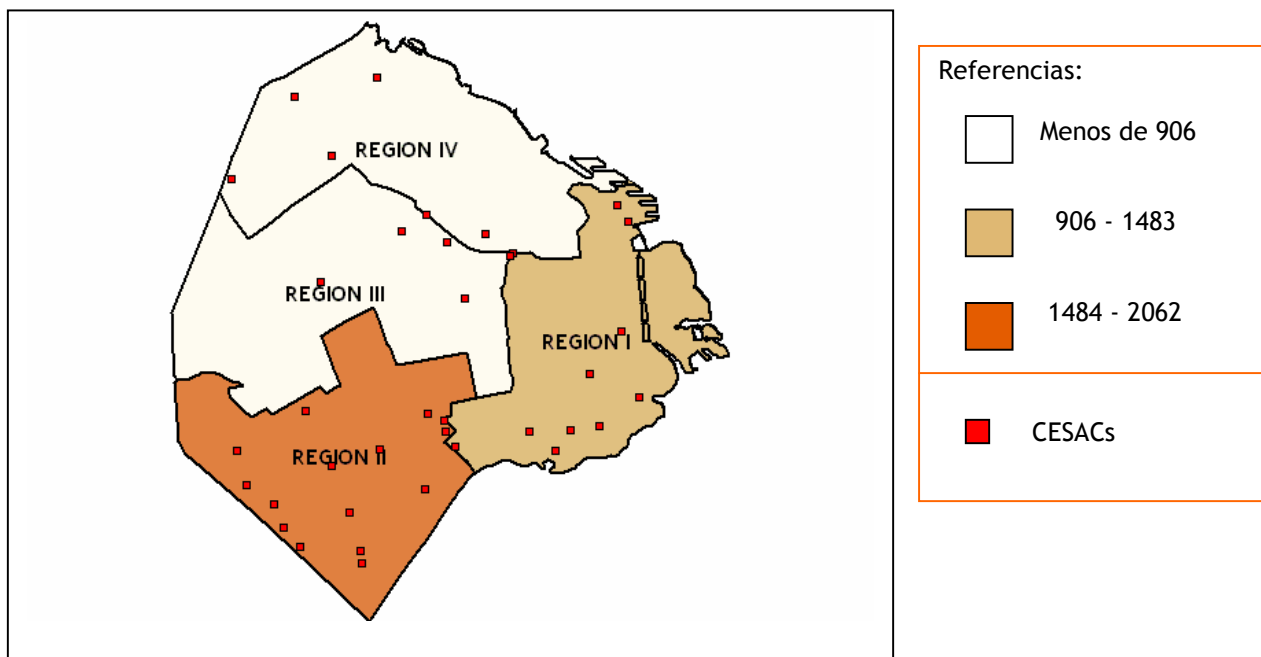 REGION IV
REGION III
REGION I
REGION II
Referencias:
Menos de 906
906 - 1483
1484 - 2062
CESACs